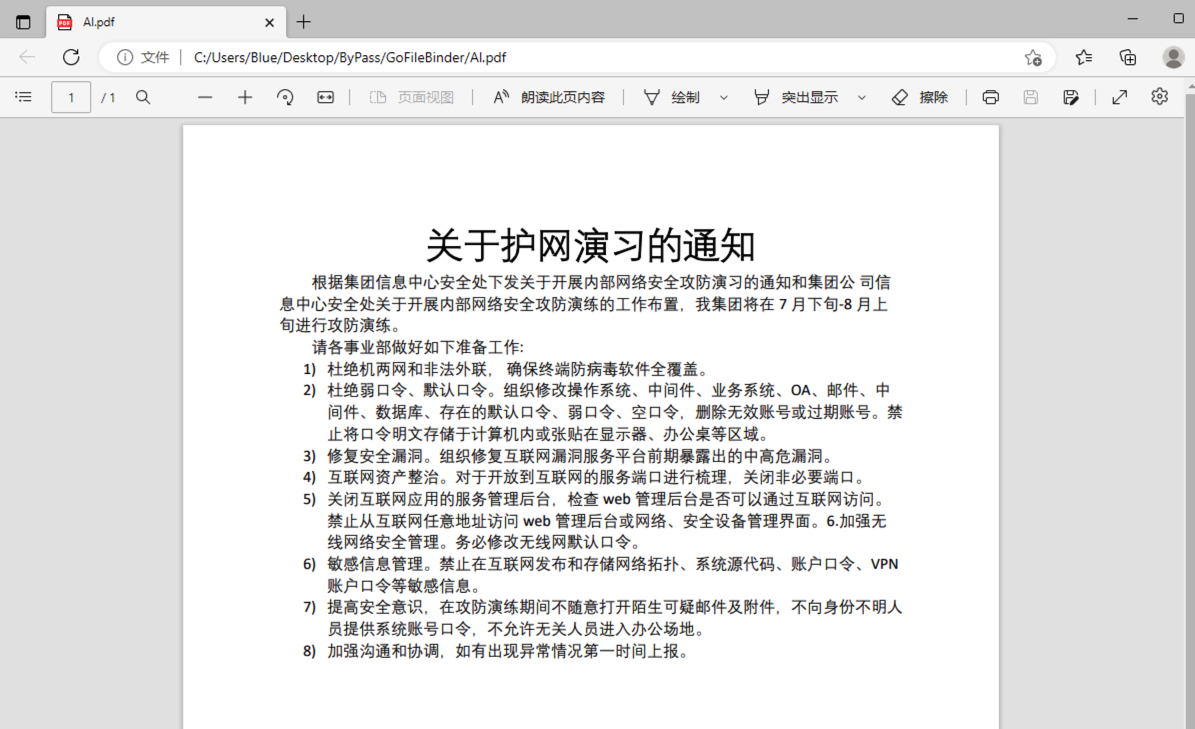 AI.pdf
文件 C:/Users/Blue/Desktop/ByPass/GoFileBinder/AI.pdf
1 / 1 页面视图 朗读此页内容 绘制 突出显示 擦除
关于护网演习的通知
根据集团信息中心安全处下发关于开展内部网络安全攻防演习的通知和集团公 司信
息中心安全处关于开展内部网络安全攻防演练的工作布置，我集团将在 7 月下旬-8 月上
旬进行攻防演练。
请各事业部做好如下准备工作:
1) 杜绝机两网和非法外联， 确保终端防病毒软件全覆盖。
2) 杜绝弱口令、默认口令。组织修改操作系统、中间件、业务系统、OA、邮件、中
间件、数据库、存在的默认口令、弱口令、空口令，删除无效账号或过期账号。禁
止将口令明文存储于计算机内或张贴在显示器、办公桌等区域。
3) 修复安全漏洞。组织修复互联网漏洞服务平台前期暴露出的中高危漏洞。
4) 互联网资产整治。对于开放到互联网的服务端口进行梳理，关闭非必要端口。
5) 关闭互联网应用的服务管理后台，检查 web 管理后台是否可以通过互联网访问。
禁止从互联网任意地址访问 web 管理后台或网络、安全设备管理界面。6.加强无
线网络安全管理。务必修改无线网默认口令。
6) 敏感信息管理。禁止在互联网发布和存储网络拓扑、系统源代码、账户口令、VPN
账户口令等敏感信息。
7) 提高安全意识，在攻防演练期间不随意打开陌生可疑邮件及附件，不向身份不明人
员提供系统账号口令，不允许无关人员进入办公场地。
8) 加强沟通和协调，如有出现异常情况第一时间上报。